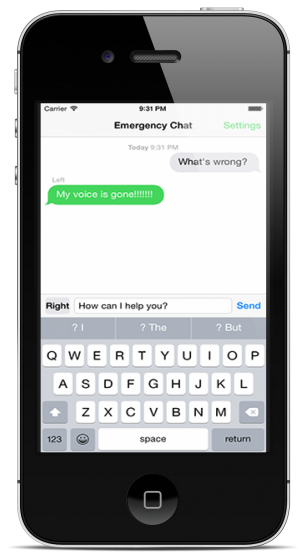 Carrier 9:31 PM
Emergency Chat Settings
Today 9:31 PM
What's wrong?
Left
My voice is gone!!!!!!!
Right How can I help you? Send
? I ? The ? But
Q W E R T Y U I O P
A S D F G H J K L
Z X C V B N M
123 space return